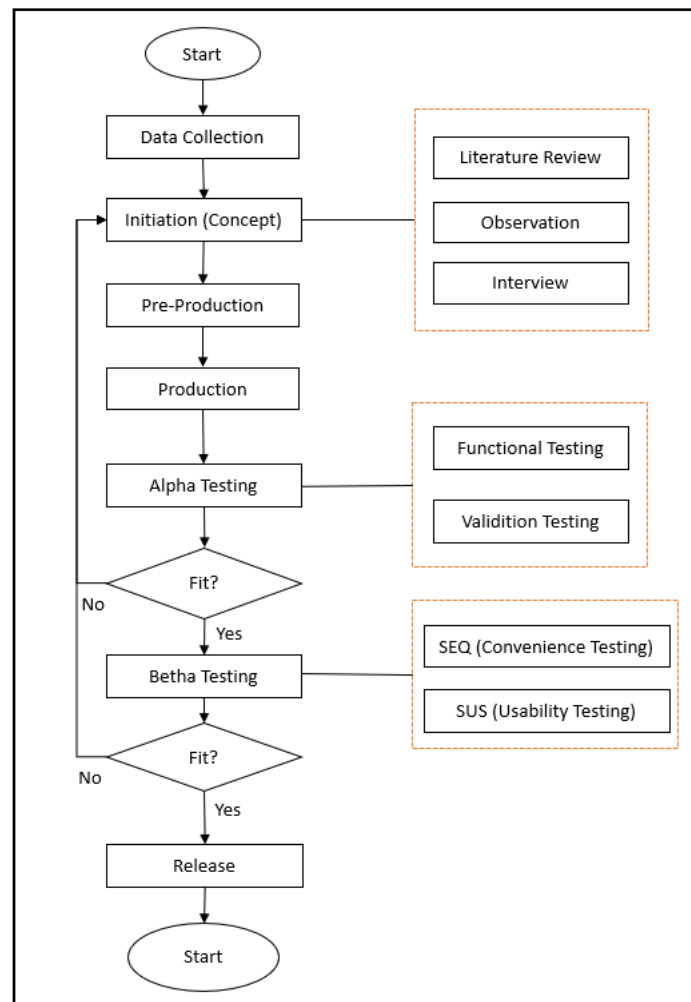 Start
Data Collection
Initiation (Concept)
Literature Review
Observation
Interview
Pre-Production
Production
Alpha Testing
Functional Testing
Validition Testing
Fit?
No
Yes
Betha Testing
SEQ (Convenience Testing)
SUS (Usability Testing)
Fit?
No
Yes
Release
Start